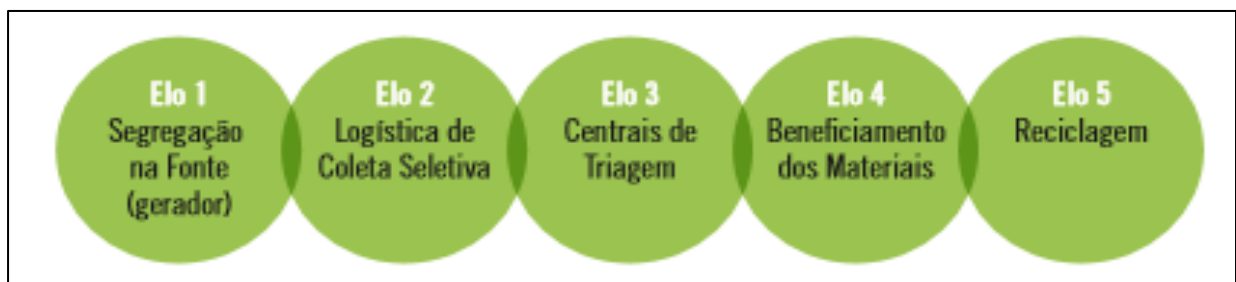 Elo 1
Segregação
na Fonte
(gerador)
Elo 2
Logística de
Coleta Seletiva
Elo 3
Centrais de
Triagem
Elo 4
Beneficiamento
dos Materiais
Elo 5
Reciclagem